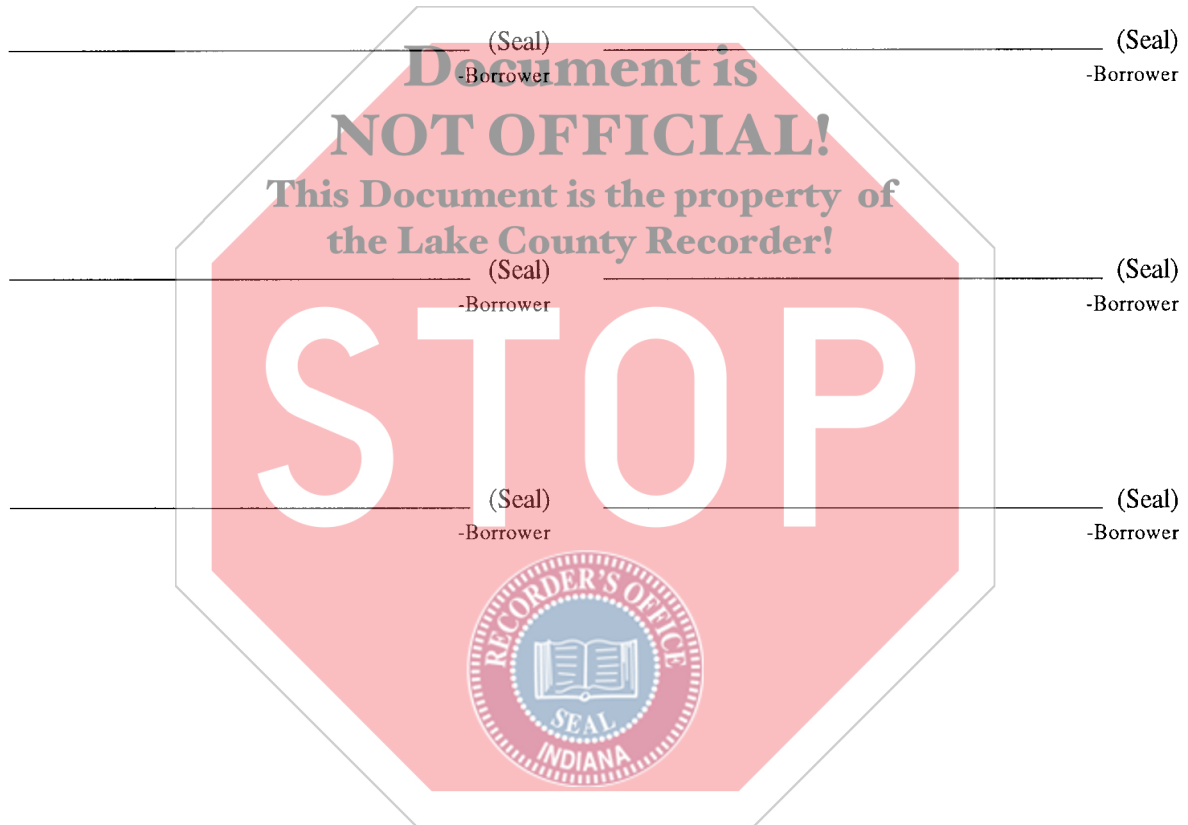 (Seal) (Seal)
-Borrower -Borrower
Document is
NOT OFFICIAL!
This Document is the property of
the Lake County Recorder!
(Seal) (Seal)
-Borrower -Borrower
STOP
(Seal) (Seal)
-Borrower -Borrower
RECORDER'S OFFICE
SEAL
INDIANA